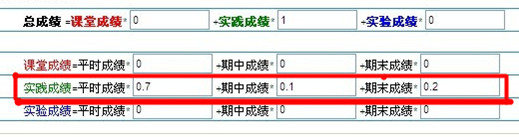 总成绩 =课堂成绩* 0 +实践成绩* 1 +实验成绩* 0
课堂成绩=平时成绩* 0 +期中成绩* 0 +期末成绩* 0
实践成绩=平时成绩* 0.7 +期中成绩* 0.1 +期末成绩* 0.2
实验成绩=平时成绩* 0 +期中成绩* 0 +期末成绩* 0